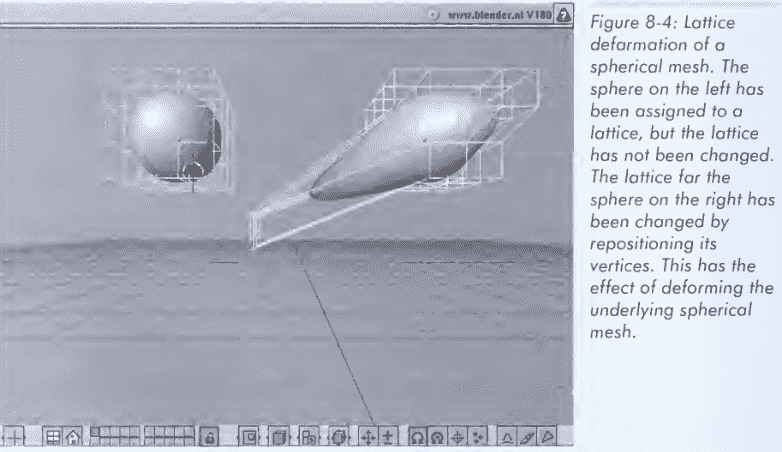 www.blender.nl V180 ?
Figure 8-4: Lattice
defarmation of a
spherical mesh. The
sphere on the left has
been assigned to a
lattice, but the lattice
has not been changed.
The lattice far the
sphere on the right has
been changed by
repositioning its
vertices. This has the
effect of deforming the
underlying spherical
mesh.